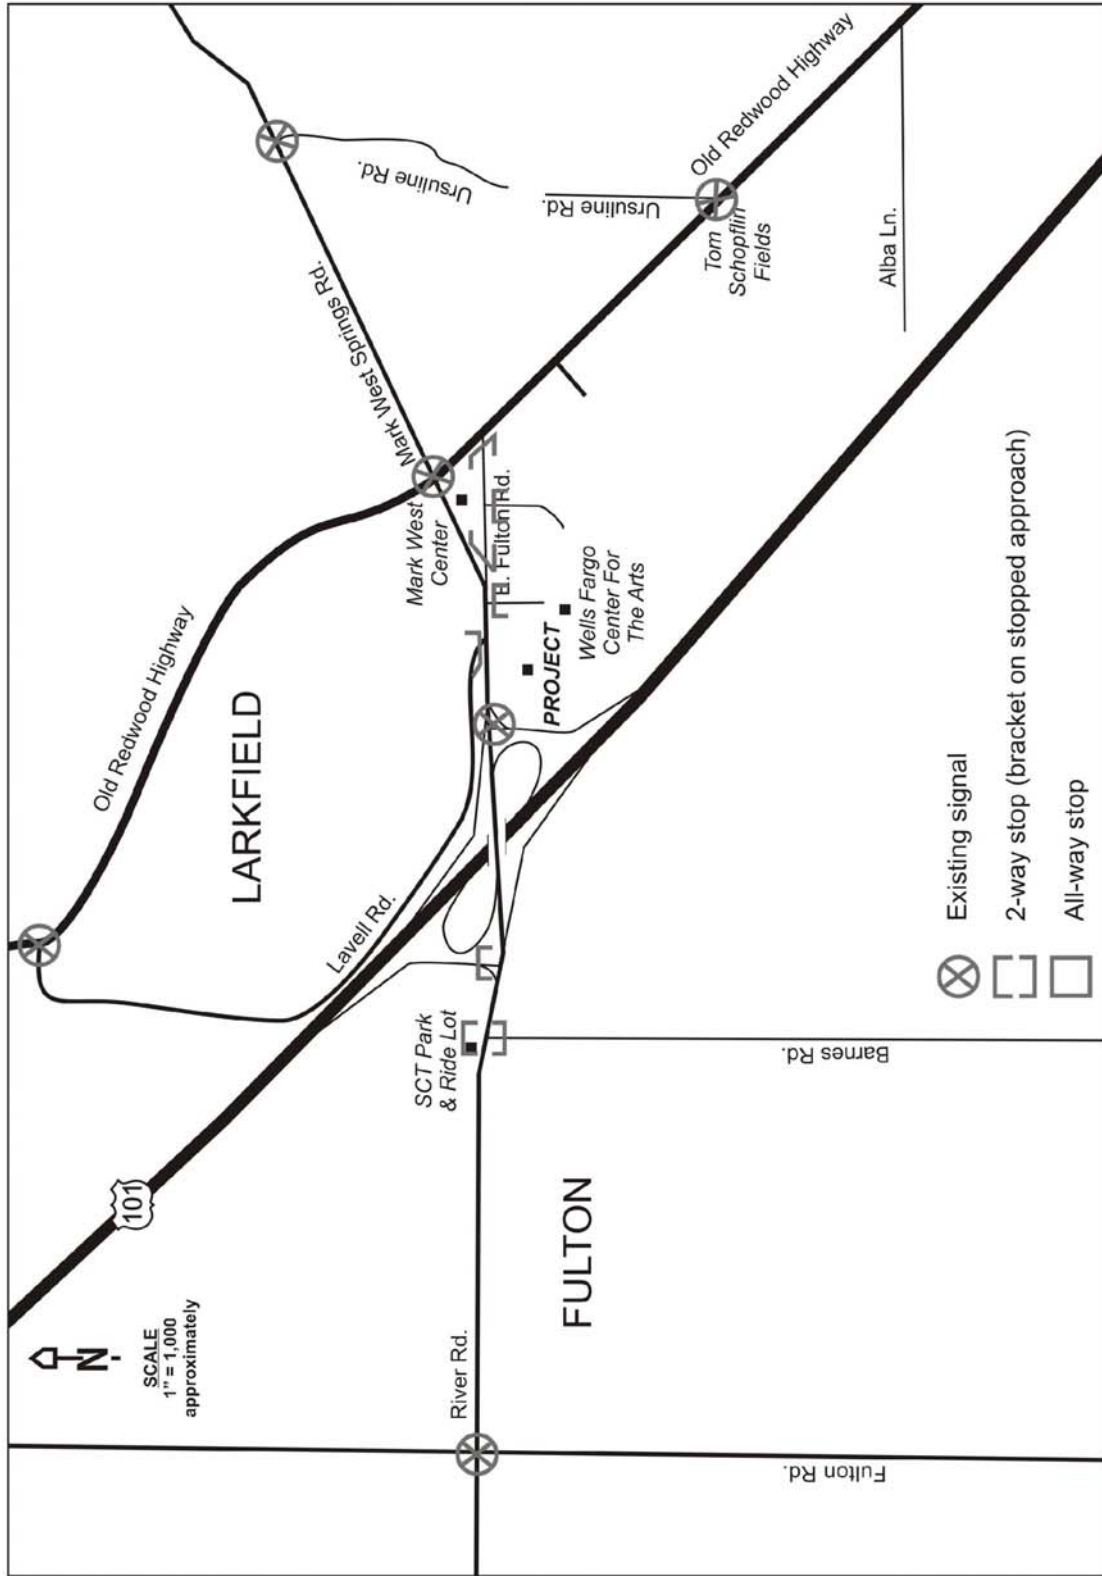 101
N
SCALE
1" = 1,000
approximately
Old Redwood Highway
LARKFIELD
Lavell Rd.
Mark West Springs Rd.
Ursuline Rd.
Ursuline Rd.
Old Redwood Highway
Tom
Schopflin
Fields
Alba Ln.
Mark West
Center
E. Fulton Rd.
Wells Fargo
Center For
The Arts
PROJECT
SCT Park
& Ride Lot
Barnes Rd.
River Rd.
FULTON
Fulton Rd.
Existing signal
2-way stop (bracket on stopped approach)
All-way stop